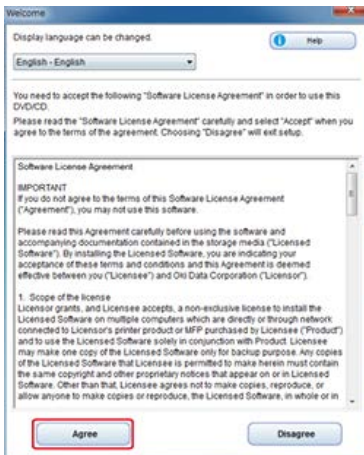 Welcome
Display language can be changed.
Help
English - English
You need to accept the following "Software License Agreement" in order to use this
DVD/CD.
Please read the "Software License Agreement" carefully and select "Accept" when you
agree to the terms of the agreement. Choosing "Disagree" will exit setup.
Software License Agreement
IMPORTANT
If you do not agree to the terms of this Software License Agreement
("Agreement"), you may not use this software.
Please read this Agreement carefully before using the software and
accompanying documentation contained in the storage media ("Licensed
Software"). By installing the Licensed Software, you are indicating your
acceptance of these terms and conditions and this Agreement is deemed
effective between you ("Licensee") and Oki Data Corporation ("Licensor").
1. Scope of the license
Licensor grants, and Licensee accepts, a non-exclusive license to install the
Licensed Software on multiple computers which are directly or through network
connected to Licensor's printer product or MFP purchased by Licensee ("Product")
and to use the Licensed Software solely in conjunction with Product. Licensee
may make one copy of the Licensed Software only for backup purpose. Any copies
of the Licensed Software that Licensee is permitted to make herein must contain
the same copyright and other proprietary notices that appear on or in Licensed
Software. Other than that, Licensee agrees not to make copies, reproduce, or
allow anyone to make copies or reproduce, the Licensed Software, in whole or in
Agree
Disagree